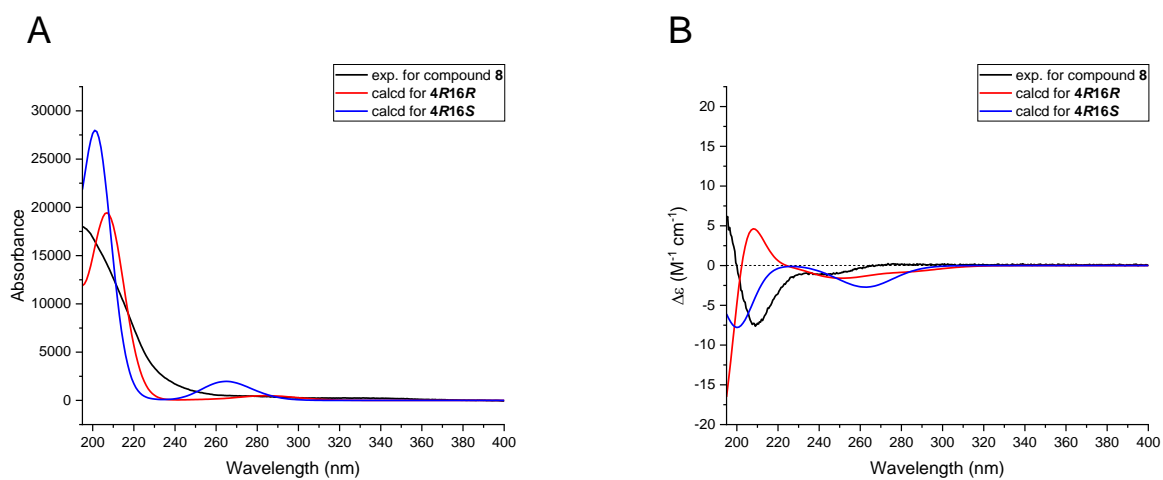 A
exp. for compound 8
calcd for 4R16R
calcd for 4R16S
30000
25000
20000
15000
10000
5000
0
Absorbance
200 220 240 260 280 300 320 340 360 380 400
Wavelength (nm)
B
exp. for compound 8
calcd for 4R16R
calcd for 4R16S
20
15
10
5
0
-5
-10
-15
-20
Δε (M⁻¹ cm⁻¹)
200 220 240 260 280 300 320 340 360 380 400
Wavelength (nm)